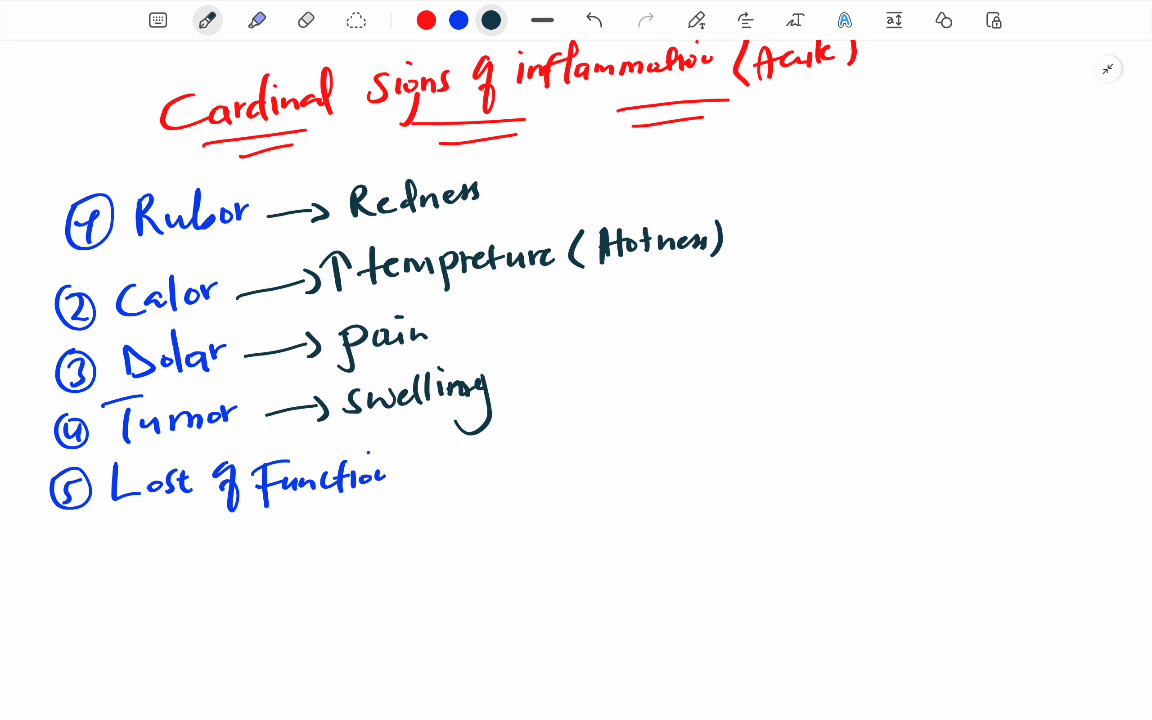 Cardinal Signs of inflammation (Acute)
① Rubor → Redness
② Calor → ↑ tempreture (Hotness)
③ Dolar → pain
④ Tumor → swelling
⑤ Lost of Function